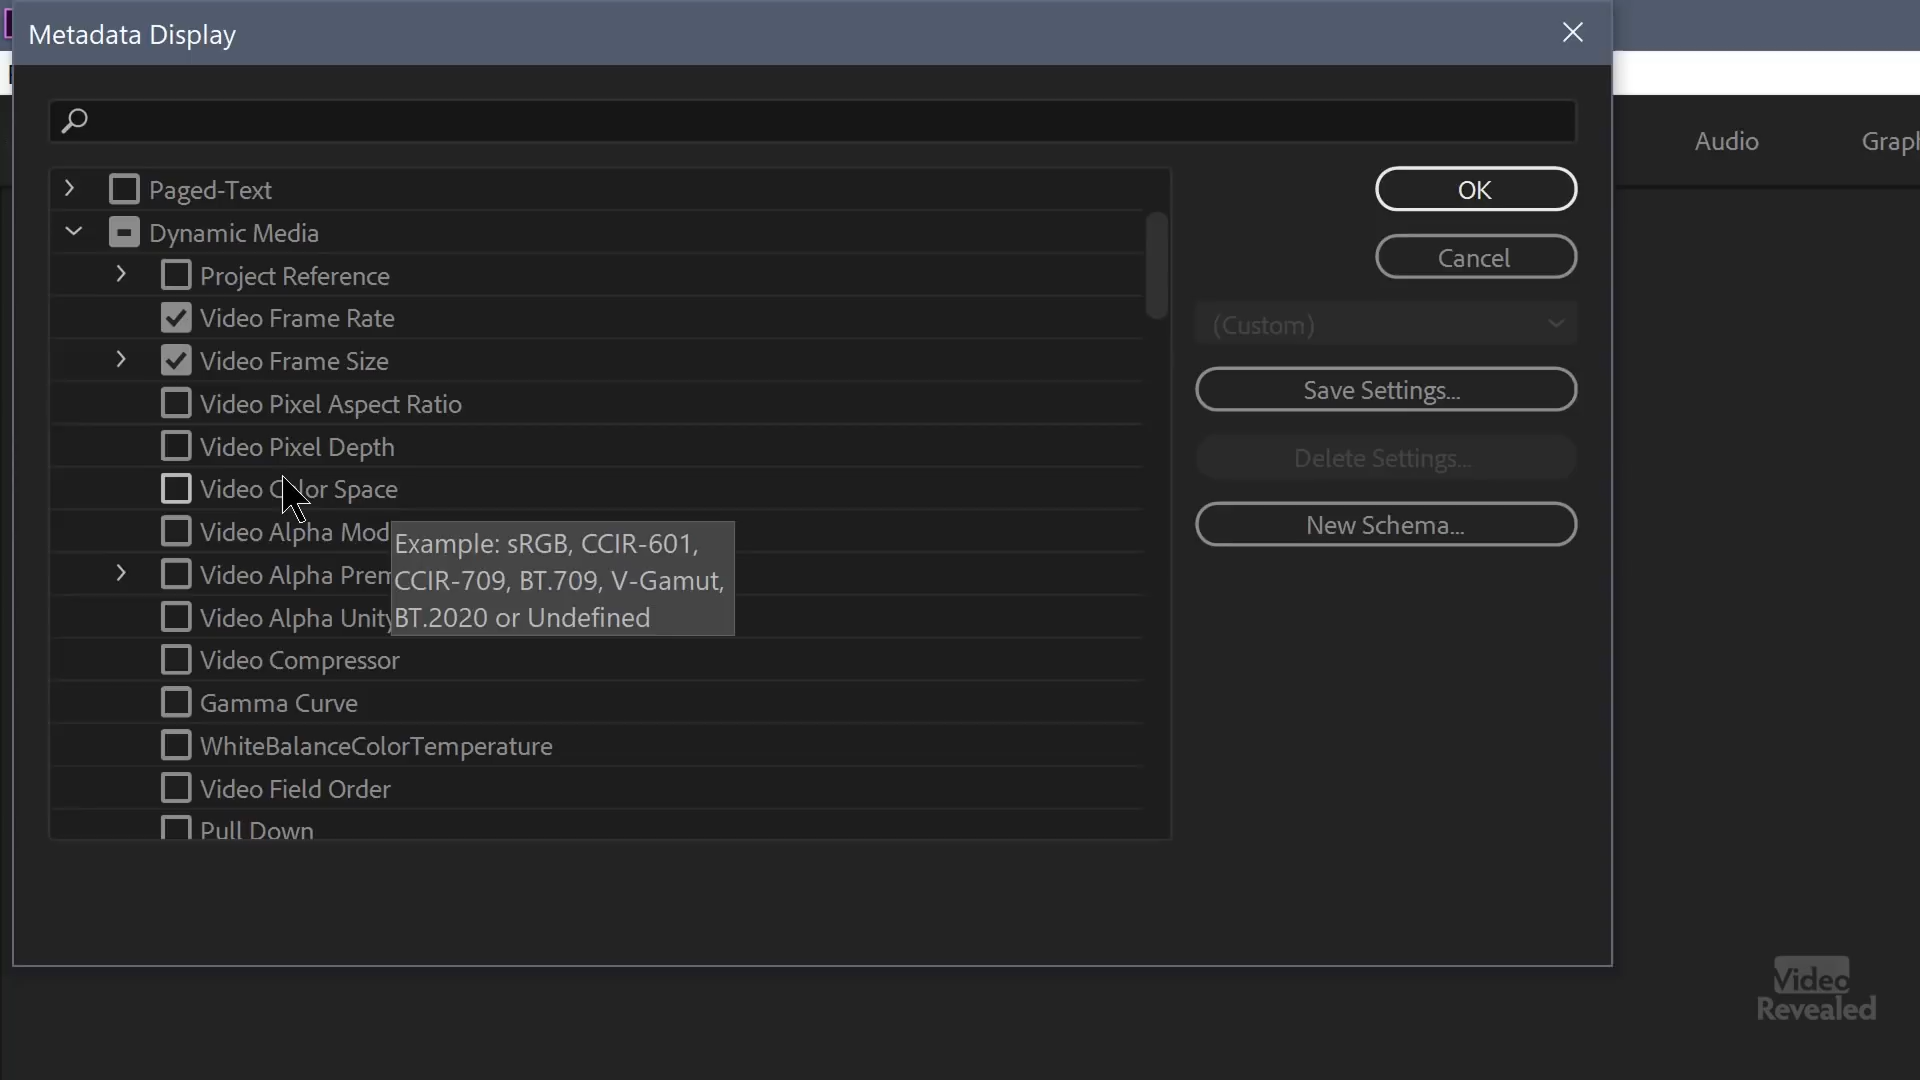 Metadata Display
Audio
Graph
Paged-Text
OK
Dynamic Media
Cancel
Project Reference
Video Frame Rate
(Custom)
Video Frame Size
Save Settings...
Video Pixel Aspect Ratio
Video Pixel Depth
Delete Settings...
Video Color Space
New Schema...
Video Alpha Mod
Example: sRGB, CCIR-601,
CCIR-709, BT.709, V-Gamut,
BT.2020 or Undefined
Video Alpha Prem
Video Alpha Unity
Video Compressor
Gamma Curve
WhiteBalanceColorTemperature
Video Field Order
Pull Down
Video
Revealed